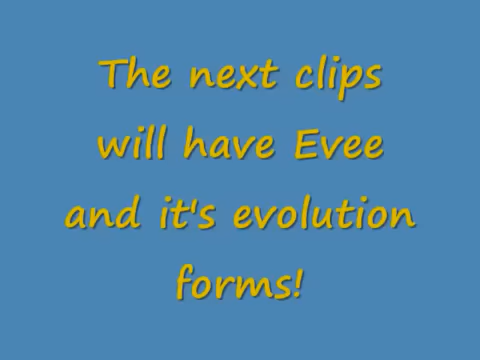 The next clips
will have Evee
and it's evolution
forms!